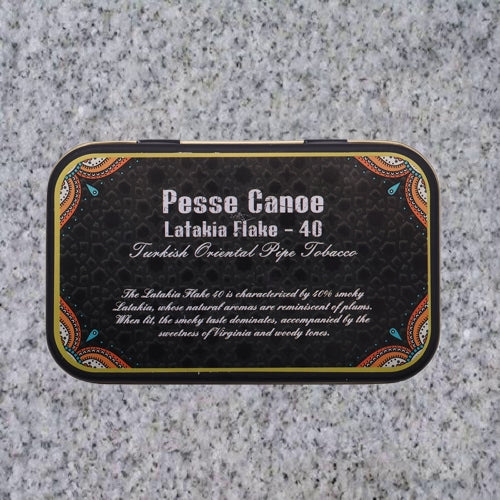 Pesse Canoe
Latakia Flake - 40
Turkish Oriental Pipe Tobacco
The Latakia Flake 40 is characterized by 40% smoky
Latakia, whose natural aromas are reminiscent of plums.
When lit, the smoky taste dominates, accompanied by the
sweetness of Virginia and woody tones.